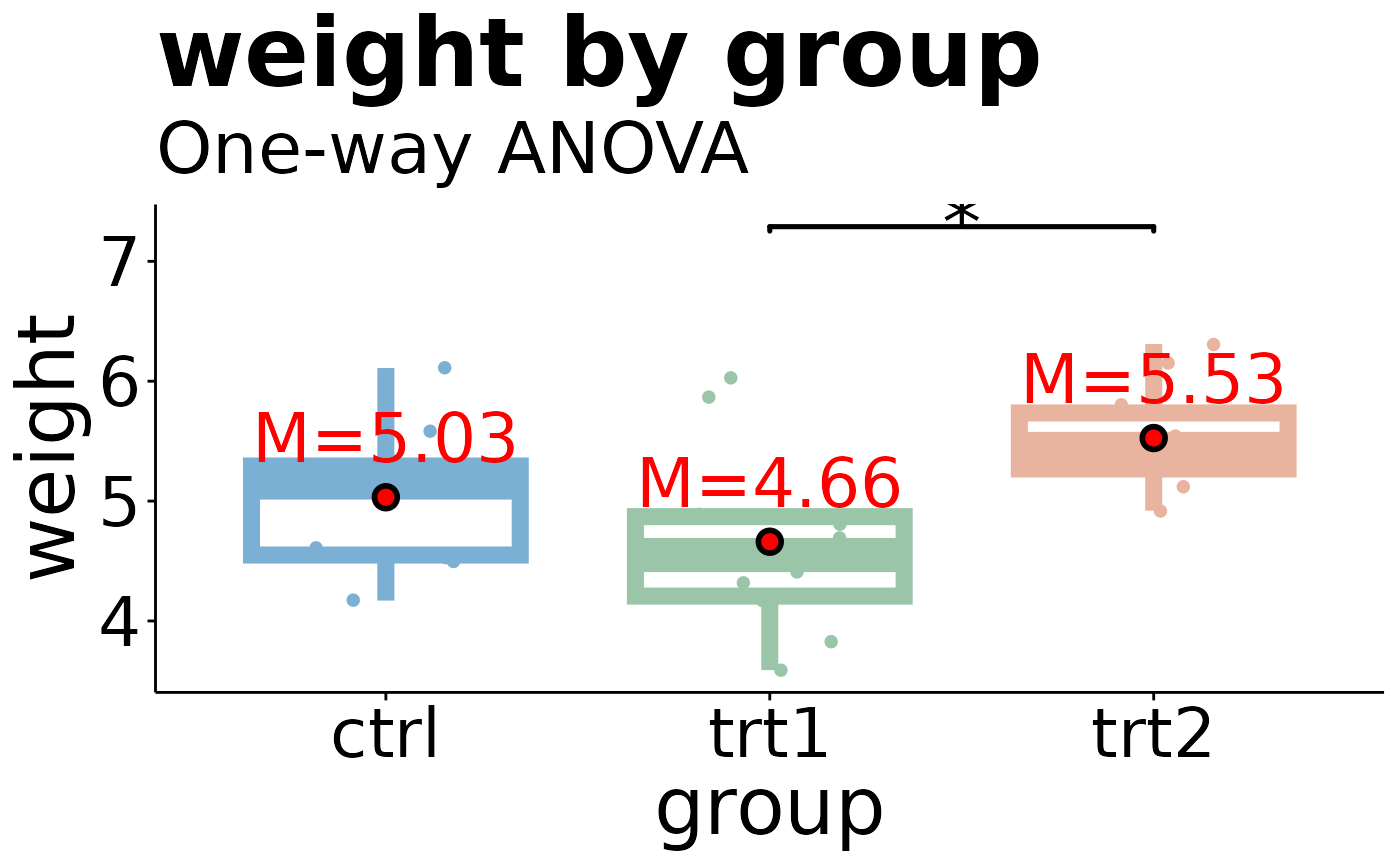 weight by group
One-way ANOVA
*
7
6
5
4
weight
M=5.03
M=4.66
M=5.53
ctrl
trt1
trt2
group